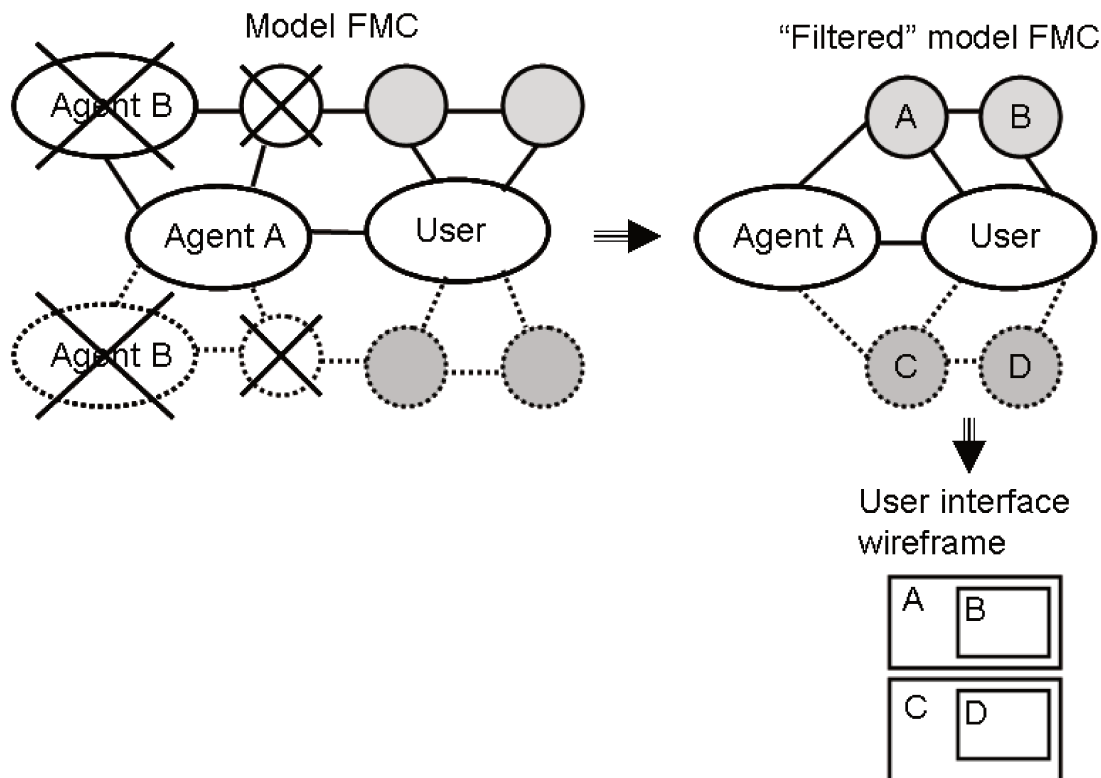 Model FMC
Agent B
Agent A
User
Agent B
“Filtered” model FMC
A
B
Agent A
User
C
D
User interface
wireframe
A
B
C
D